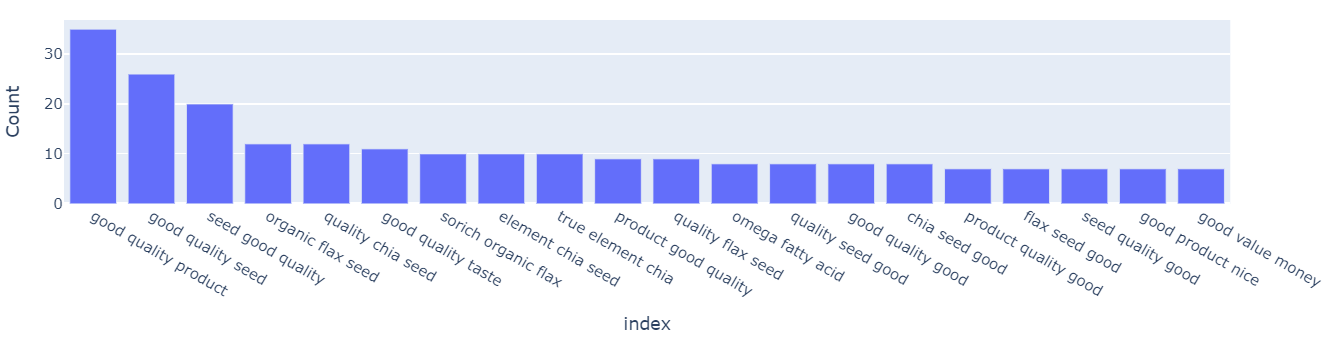 30
20
10
0
Count
good quality product
good quality seed
seed good quality
organic flax seed
quality chia seed
good quality taste
sorich organic flax
element chia seed
true element chia
product good quality
quality flax seed
omega fatty acid
quality seed good
good quality good
chia seed good
product quality good
flax seed good
seed quality good
good product nice
good value money
index